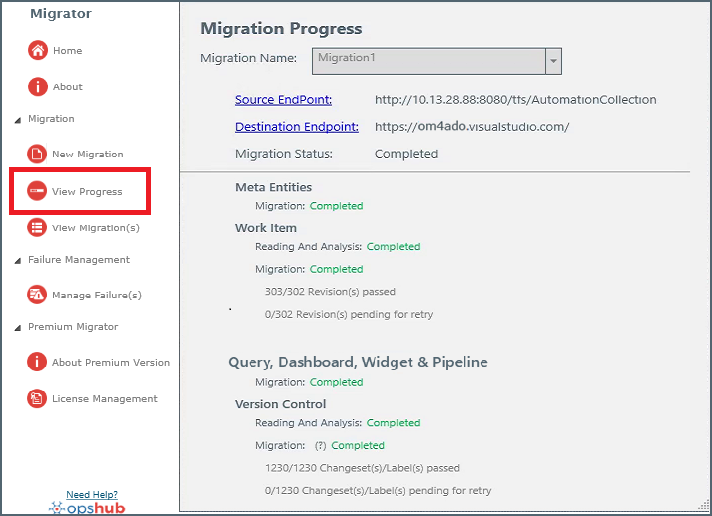 Migrator
Home
About
Migration
New Migration
View Progress
View Migration(s)
Failure Management
Manage Failure(s)
Premium Migrator
About Premium Version
License Management
Need Help?
opshub
Migration Progress
Migration Name: Migration1
Source EndPoint: http://10.13.28.88:8080/tfs/AutomationCollection
Destination Endpoint: https://om4ado.visualstudio.com/
Migration Status: Completed
Meta Entities
Migration: Completed
Work Item
Reading And Analysis: Completed
Migration: Completed
303/302 Revision(s) passed
0/302 Revision(s) pending for retry
Query, Dashboard, Widget & Pipeline
Migration: Completed
Version Control
Reading And Analysis: Completed
Migration: (?) Completed
1230/1230 Changeset(s)/Label(s) passed
0/1230 Changeset(s)/Label(s) pending for retry